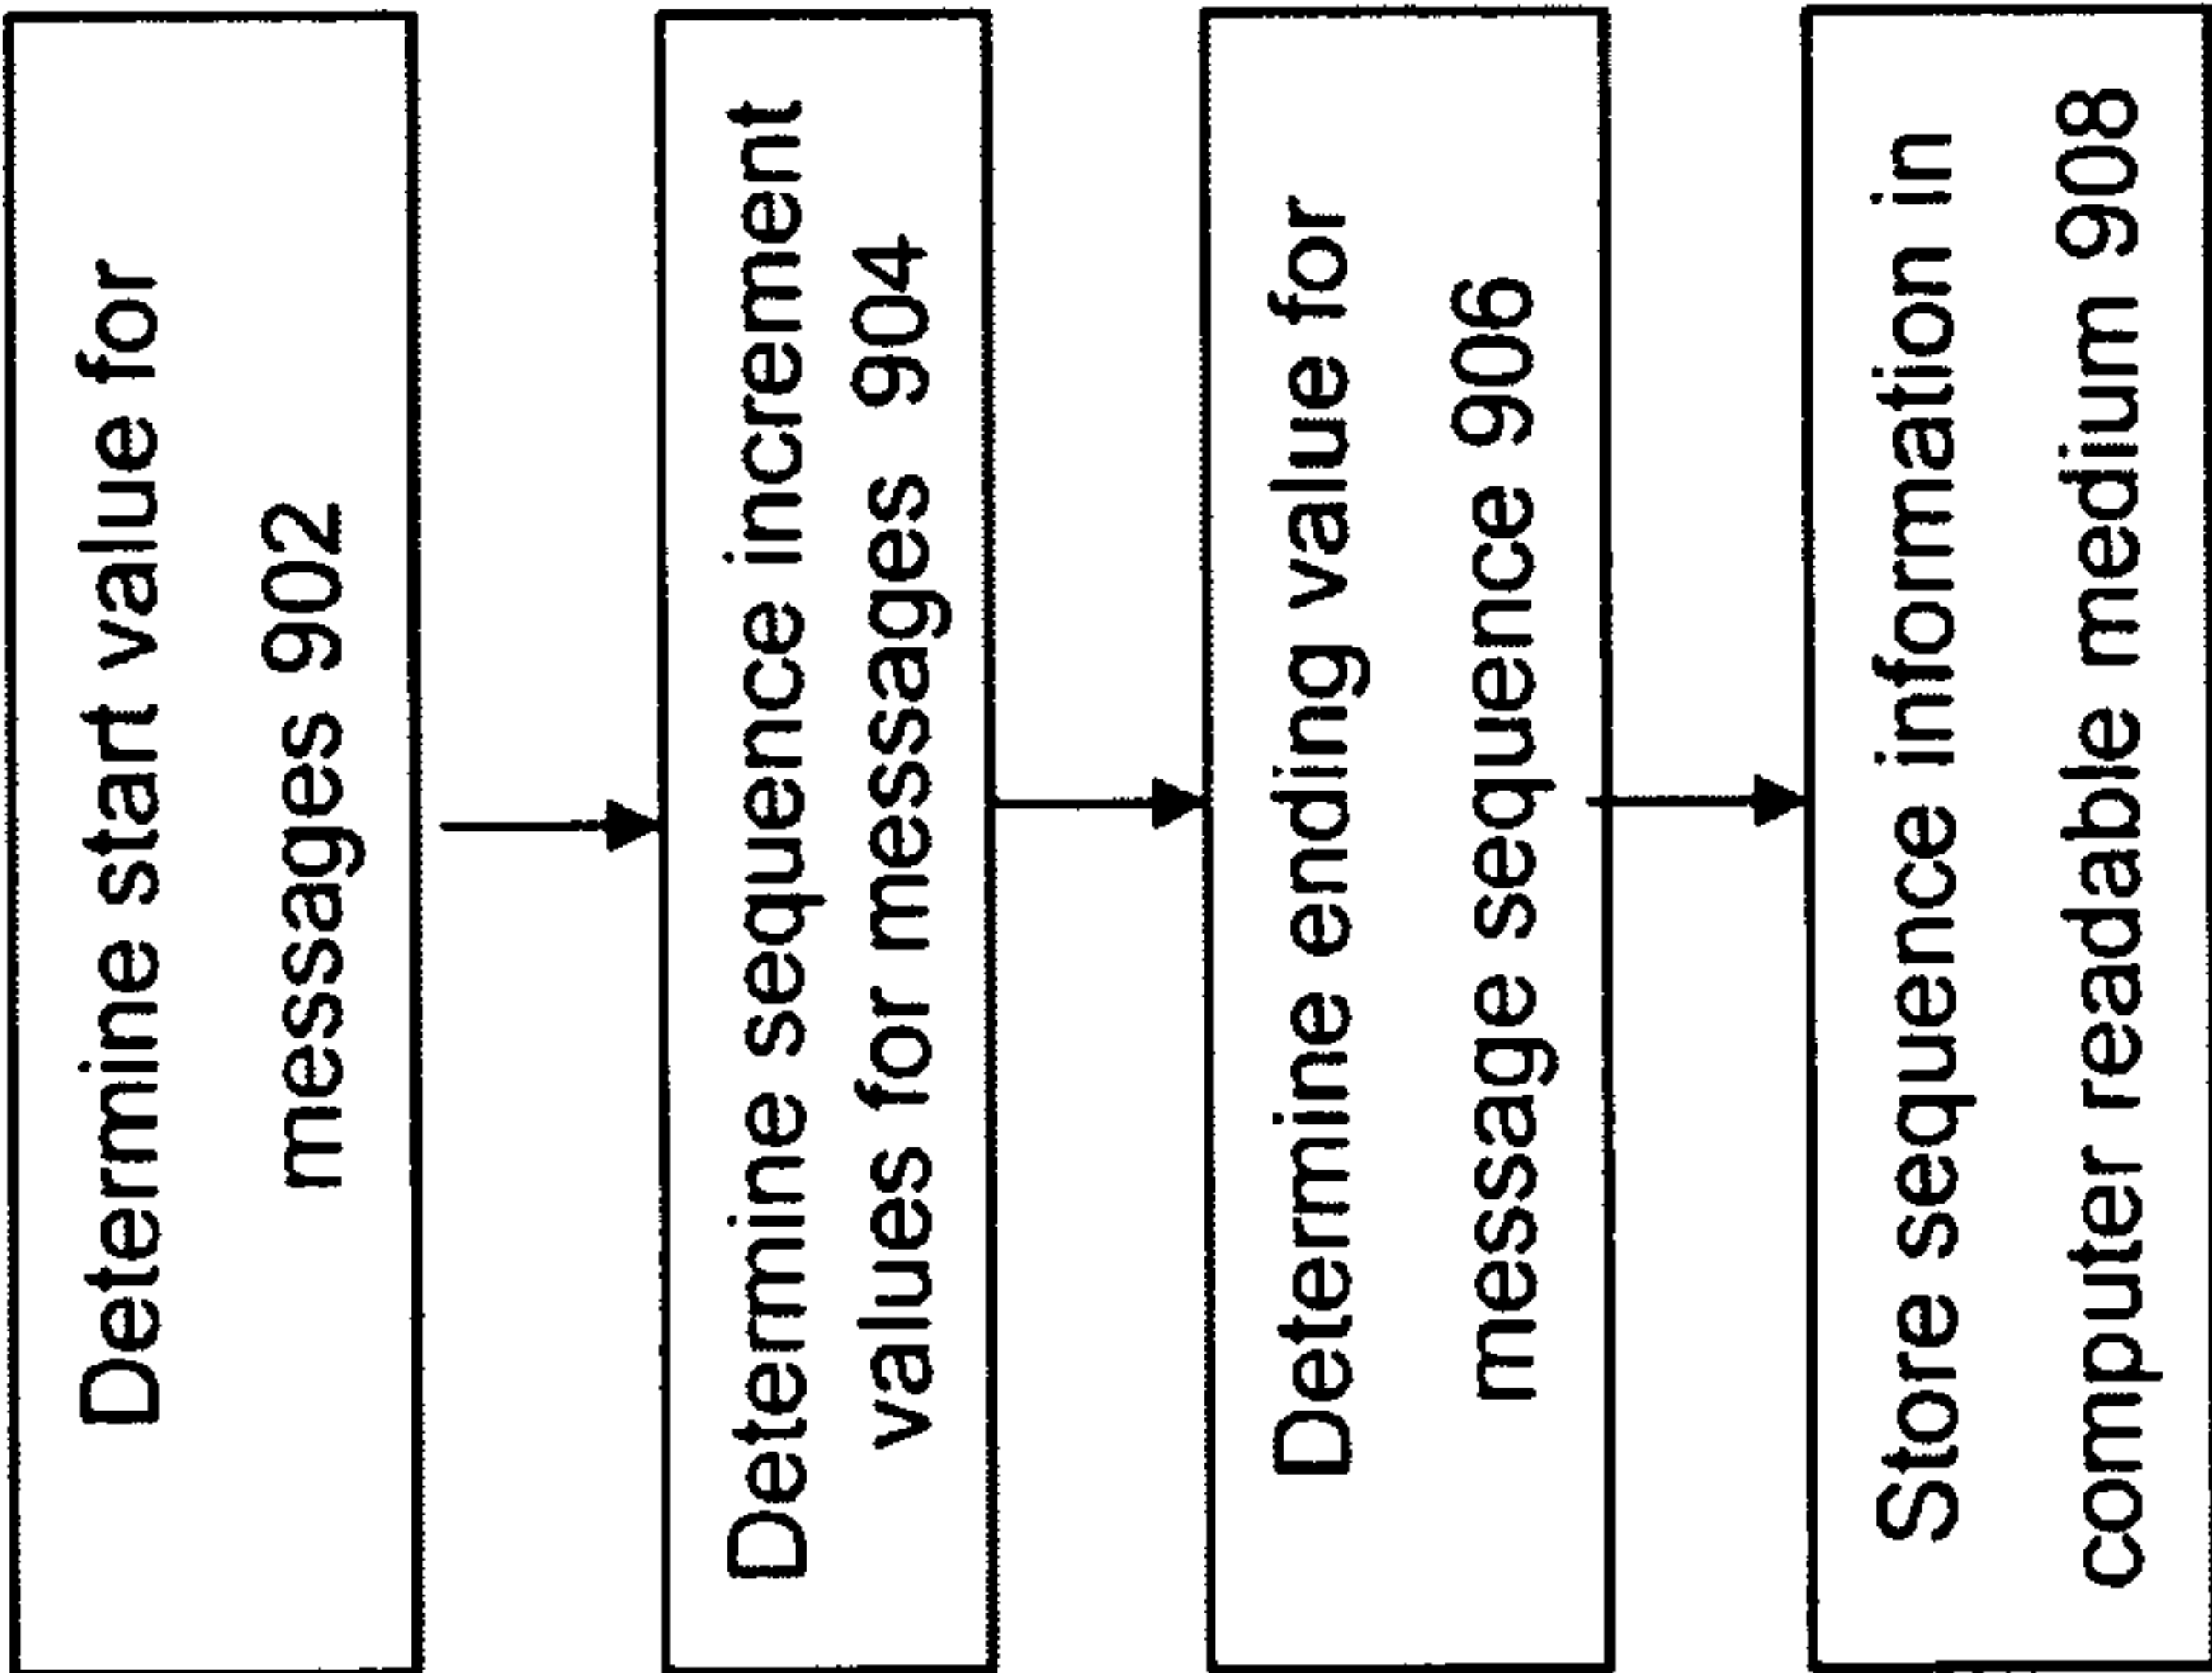 Determine start value for
messages 902
Determine sequence increment
values for messages 904
Determine ending value for
message sequence 906
Store sequence information in
computer readable medium 908